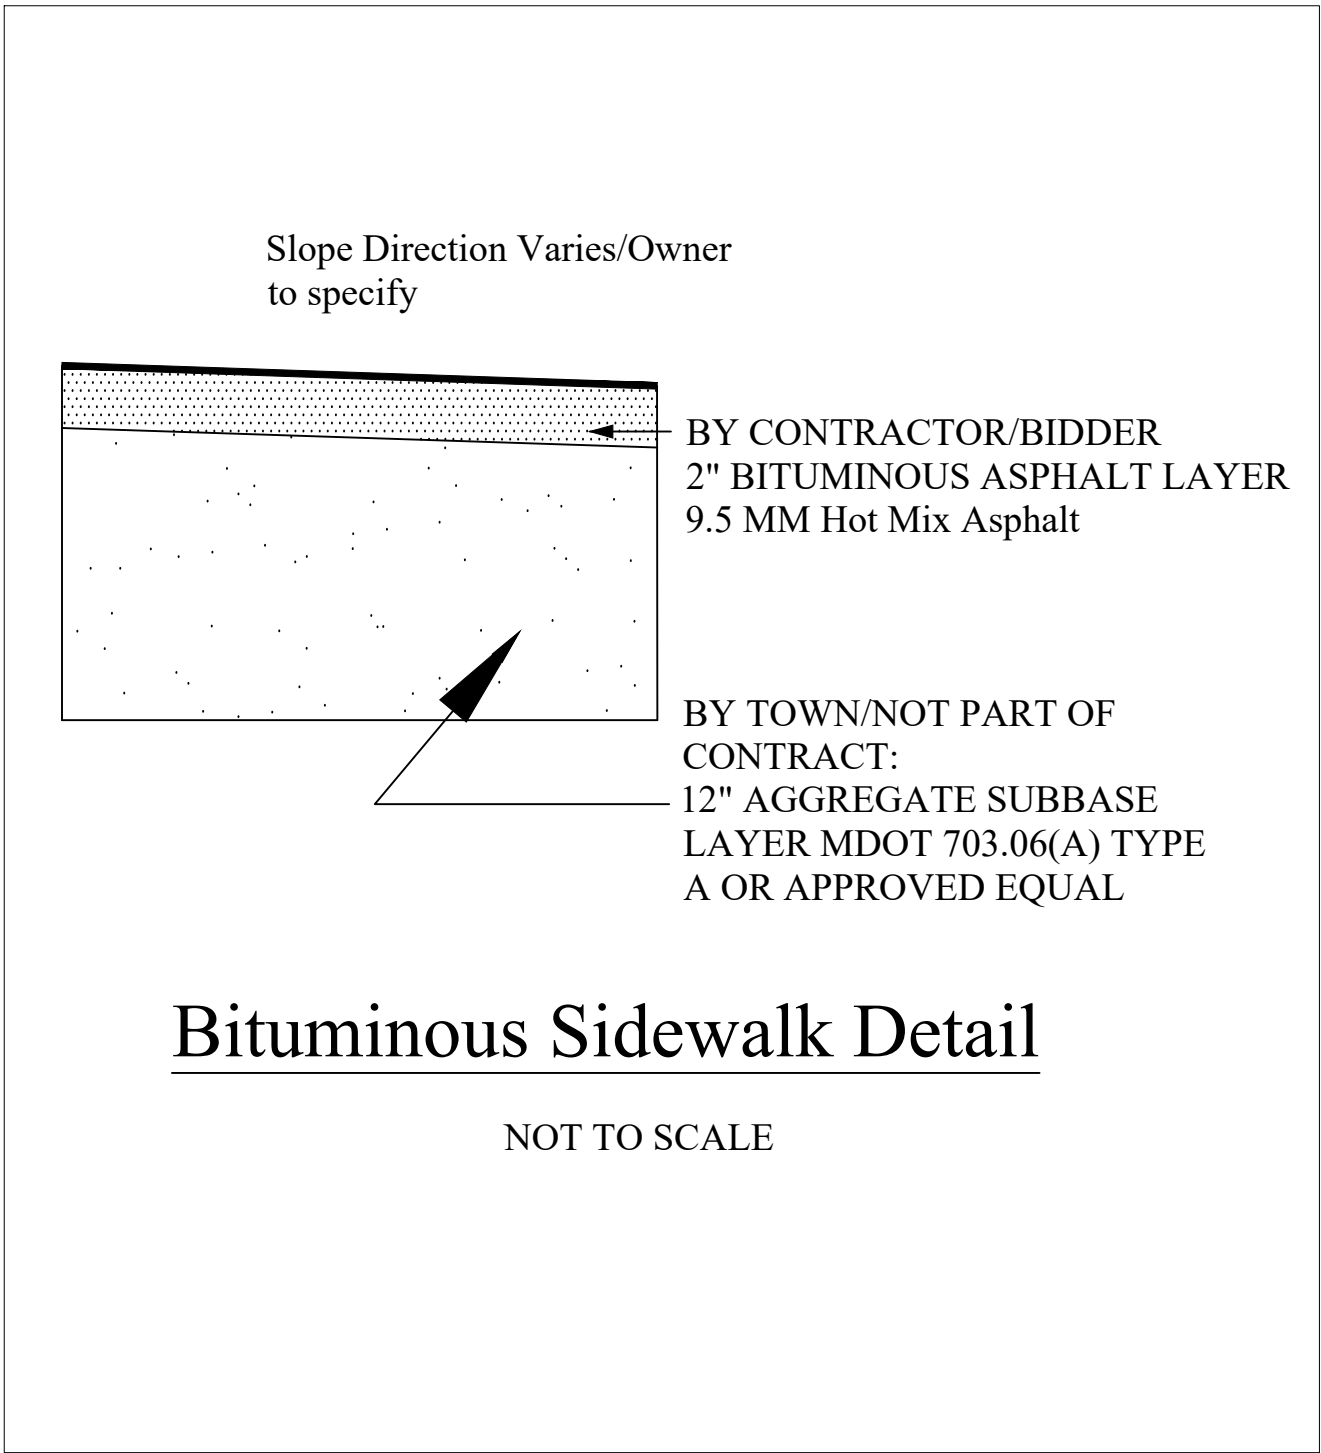 Slope Direction Varies/Owner
to specify
BY CONTRACTOR/BIDDER
2" BITUMINOUS ASPHALT LAYER
9.5 MM Hot Mix Asphalt
BY TOWN/NOT PART OF
CONTRACT:
12" AGGREGATE SUBBASE
LAYER MDOT 703.06(A) TYPE
A OR APPROVED EQUAL
Bituminous Sidewalk Detail
NOT TO SCALE